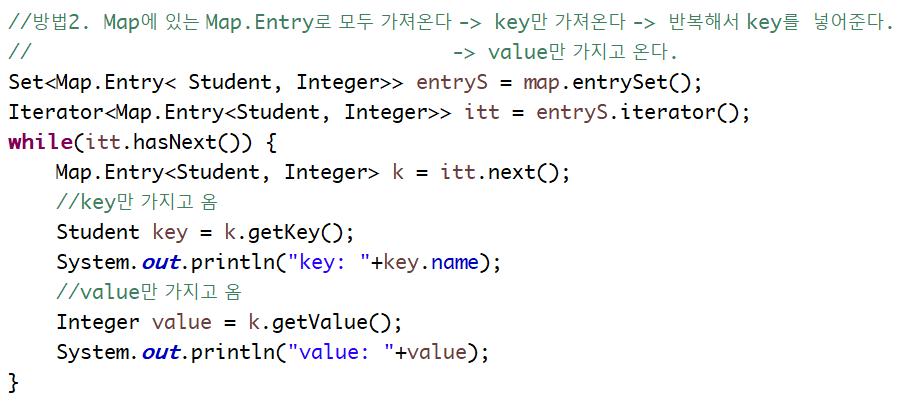 //방법2. Map에 있는 Map.Entry로 모두 가져온다 -> key만 가져온다 -> 반복해서 key를 넣어준다.
// -> value만 가지고 온다.
Set<Map.Entry< Student, Integer>> entryS = map.entrySet();
Iterator<Map.Entry<Student, Integer>> itt = entryS.iterator();
while(itt.hasNext()) {
Map.Entry<Student, Integer> k = itt.next();
//key만 가지고 옴
Student key = k.getKey();
System.out.println("key: "+key.name);
//value만 가지고 옴
Integer value = k.getValue();
System.out.println("value: "+value);
}